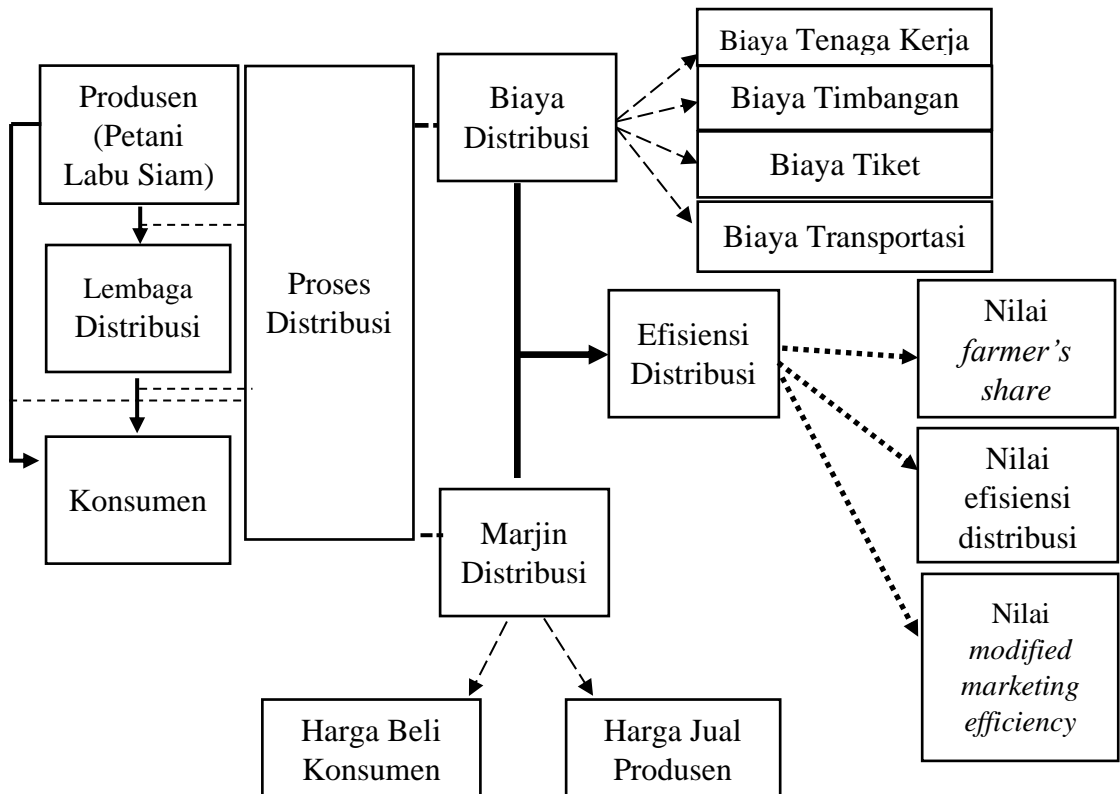 Produsen
(Petani
Labu Siam)
Lembaga
Distribusi
Konsumen
Proses
Distribusi
Biaya
Distribusi
Biaya Tenaga Kerja
Biaya Timbangan
Biaya Tiket
Biaya Transportasi
Efisiensi
Distribusi
Nilai
farmer’s
share
Nilai
efisiensi
distribusi
Nilai
modified
marketing
efficiency
Marjin
Distribusi
Harga Beli
Konsumen
Harga Jual
Produsen